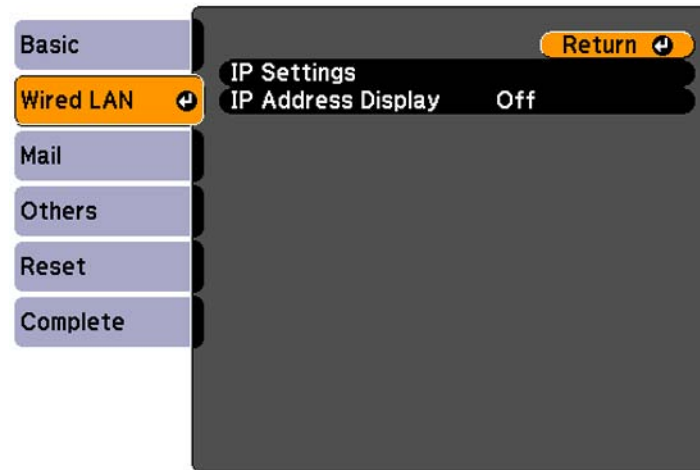 Basic
Wired LAN
Mail
Others
Reset
Complete
Return
IP Settings
IP Address Display Off